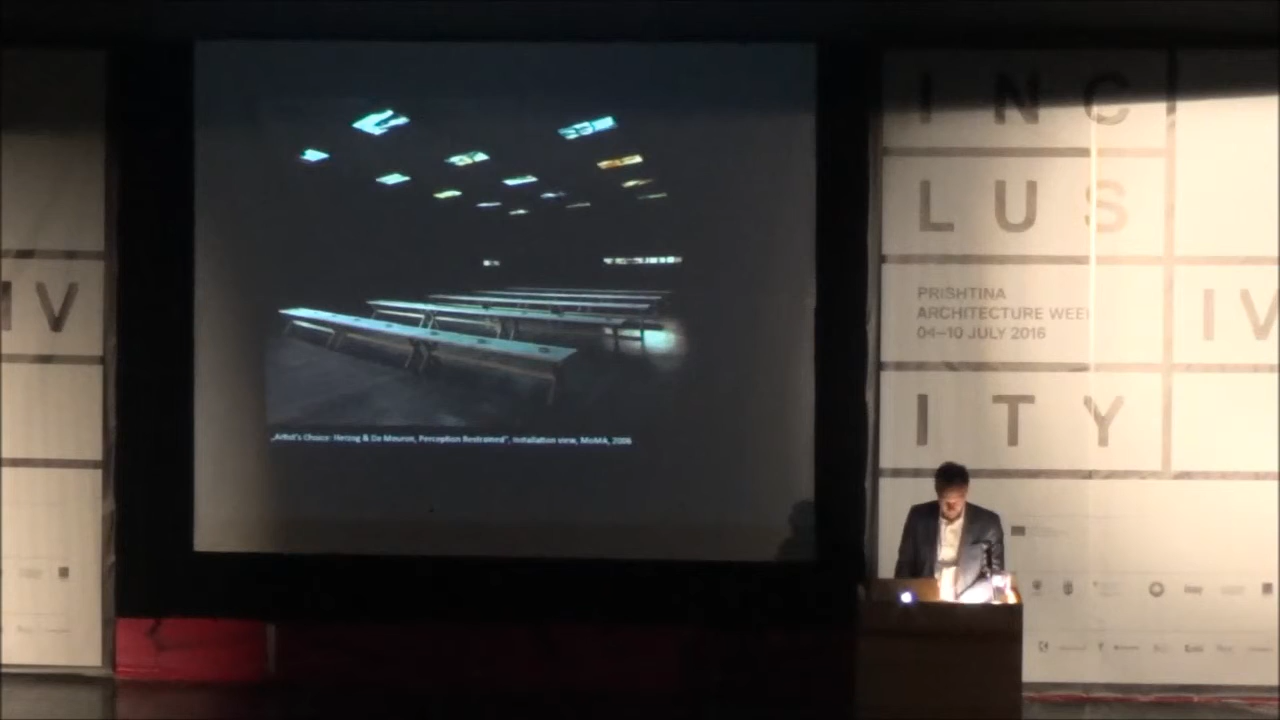 IV
„Artist's Choice: Herzog & De Meuron, Perception Restrained", installation view, MoMA, 2006
INC
LUS
PRISHTINA
ARCHITECTURE WEEK
04–10 JULY 2016
IV
ITY